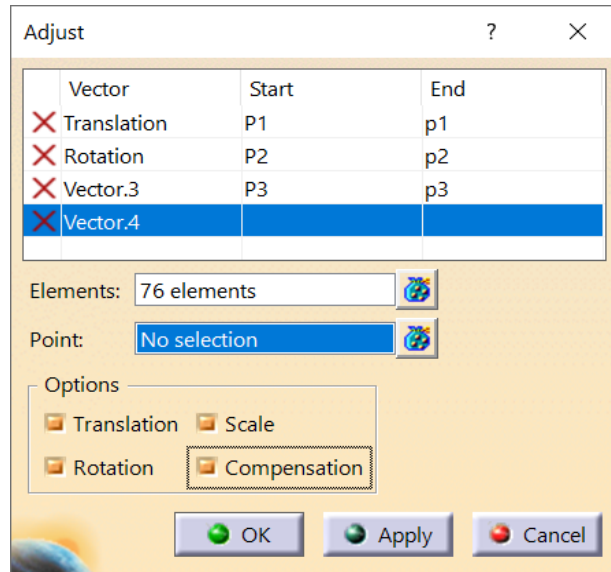 Adjust ?
Vector Start End
Translation P1 p1
Rotation P2 p2
Vector.3 P3 p3
Vector.4
Elements: 76 elements
Point: No selection
Options
Translation Scale
Rotation Compensation
OK Apply Cancel